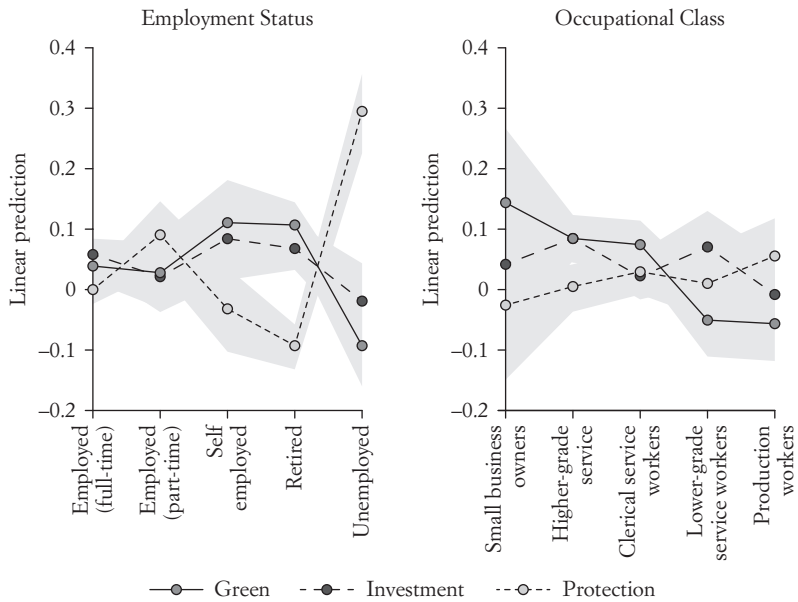 Employment Status
0.4
0.3
0.2
0.1
0
–0.1
–0.2
Linear prediction
Employed
(full-time)
Employed
(part-time)
Self
employed
Retired
Unemployed
Occupational Class
0.4
0.3
0.2
0.1
0
–0.1
–0.2
Linear prediction
Small business
owners
Higher-grade
service
Clerical service
workers
Lower-grade
service workers
Production
workers
Green
Investment
Protection